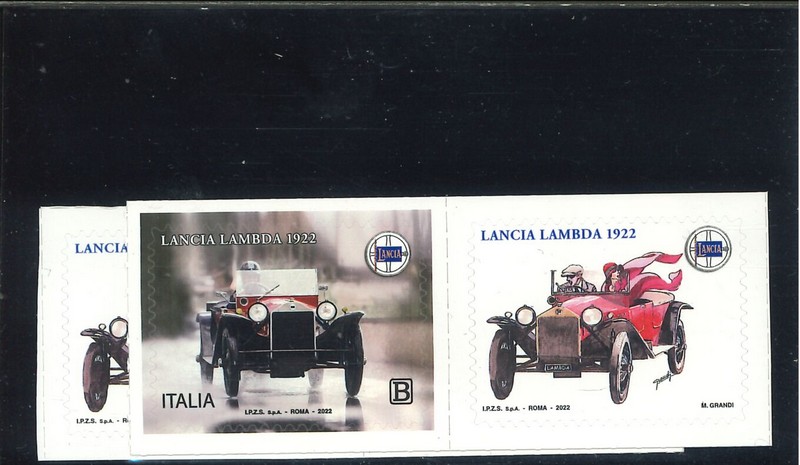 LANCIA
I.P.Z.S. S.p.A. - R
LANCIA LAMBDA 1922
LANCIA
ITALIA
B
I.P.Z.S. S.p.A. - ROMA - 2022
LANCIA LAMBDA 1922
LANCIA
LAMBDA
I.P.Z.S. S.p.A. - ROMA - 2022
M. GRANDI